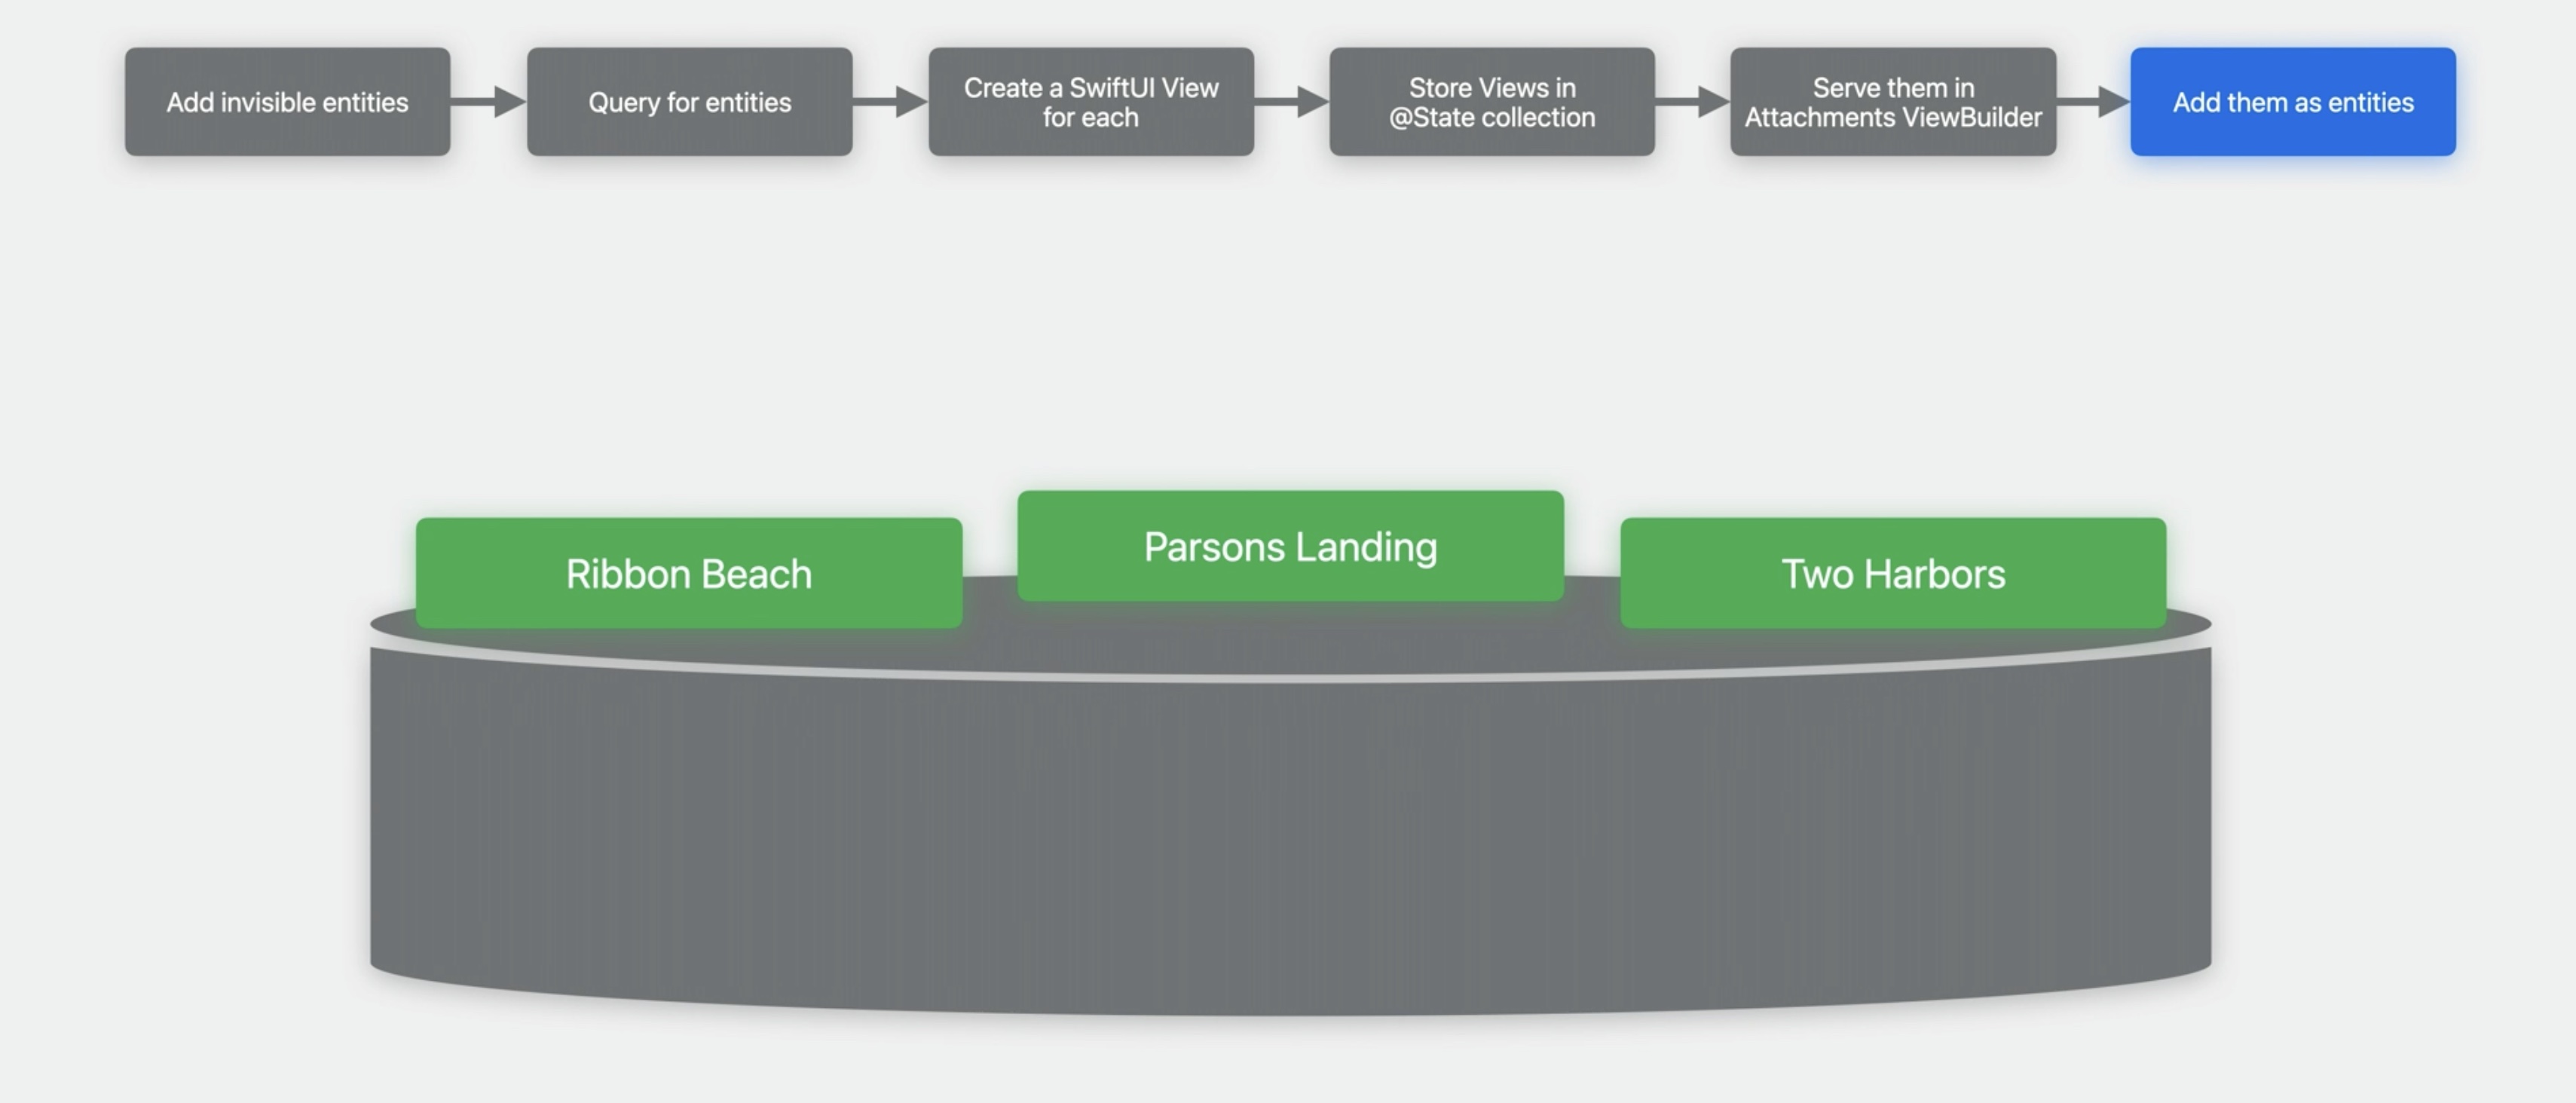 Add invisible entities
Query for entities
Create a SwiftUI View
for each
Store Views in
@State collection
Serve them in
Attachments ViewBuilder
Add them as entities
Ribbon Beach
Parsons Landing
Two Harbors